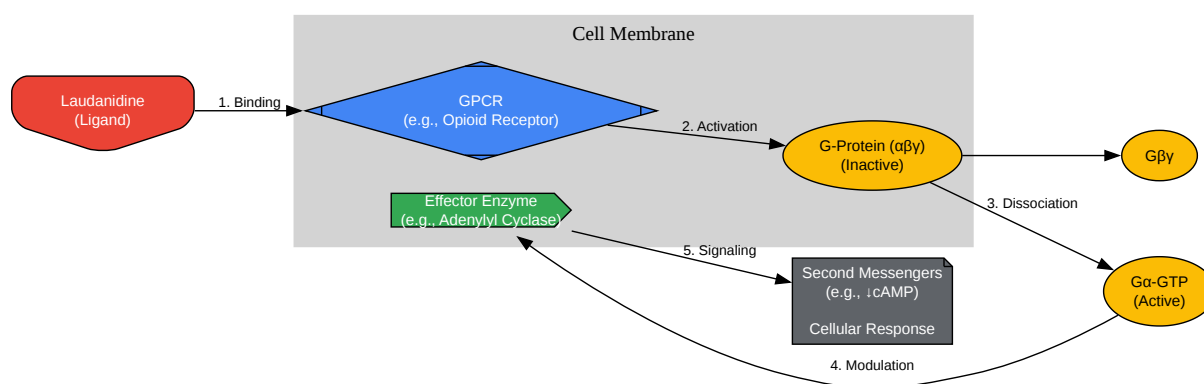 Cell Membrane
Laudanidine
(Ligand)
1. Binding
GPCR
(e.g., Opioid Receptor)
2. Activation
G-Protein (αβγ)
(Inactive)
Gβγ
3. Dissociation
Effector Enzyme
(e.g., Adenylyl Cyclase)
5. Signaling
Second Messengers
(e.g., ↓cAMP)
Cellular Response
Gα-GTP
(Active)
4. Modulation